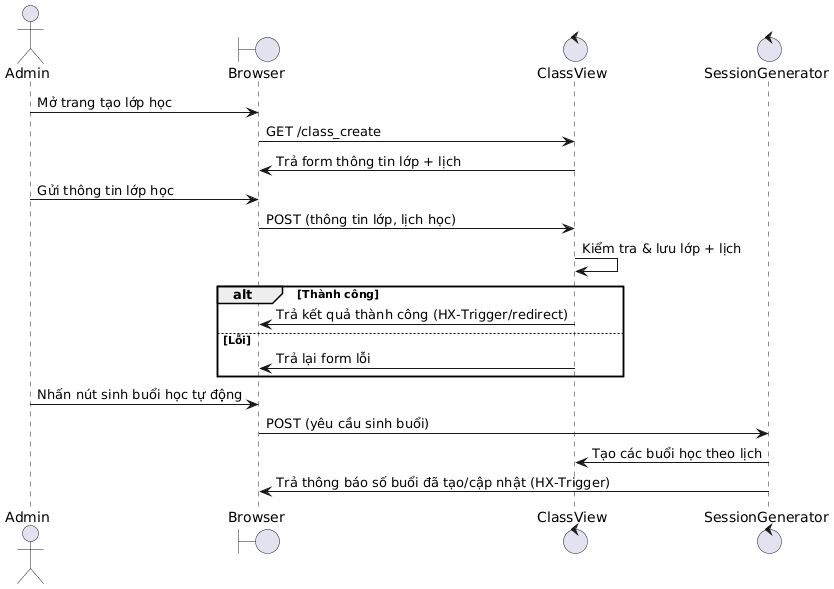 Admin
Browser
ClassView
SessionGenerator
Mở trang tạo lớp học
GET /class_create
Trả form thông tin lớp + lịch
Gửi thông tin lớp học
POST (thông tin lớp, lịch học)
Kiểm tra & lưu lớp + lịch
alt
[Thành công]
Trả kết quả thành công (HX-Trigger/redirect)
[Lỗi]
Trả lại form lỗi
Nhấn nút sinh buổi học tự động
POST (yêu cầu sinh buổi)
Tạo các buổi học theo lịch
Trả thông báo số buổi đã tạo/cập nhật (HX-Trigger)
Admin
Browser
ClassView
SessionGenerator